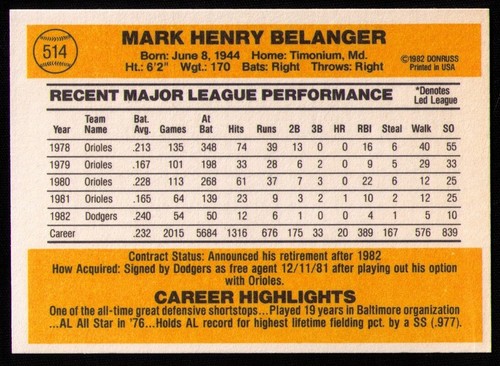 514
MARK HENRY BELANGER
Born: June 8, 1944 Home: Timonium, Md.
Ht.: 6'2" Wgt.: 170 Bats: Right Throws: Right
©1982 DONRUSS
Printed in USA
RECENT MAJOR LEAGUE PERFORMANCE
*Denotes
Led League
Year Team Name Bat. Avg. Games At Bat Hits Runs 2B 3B HR RBI Steal Walk SO
1978 Orioles .213 135 348 74 39 13 0 0 16 6 40 55
1979 Orioles .167 101 198 33 28 6 2 0 9 5 29 33
1980 Orioles .228 113 268 61 37 7 3 0 22 6 12 25
1981 Orioles .165 64 139 23 9 3 2 1 10 2 12 25
1982 Dodgers .240 54 50 12 6 1 0 0 4 1 5 10
Career .232 2015 5684 1316 676 175 33 20 389 167 576 839
Contract Status: Announced his retirement after 1982
How Acquired: Signed by Dodgers as free agent 12/11/81 after playing out his option
with Orioles.
CAREER HIGHLIGHTS
One of the all-time great defensive shortstops...Played 19 years in Baltimore organization
...AL All Star in '76...Holds AL record for highest lifetime fielding pct. by a SS (.977).